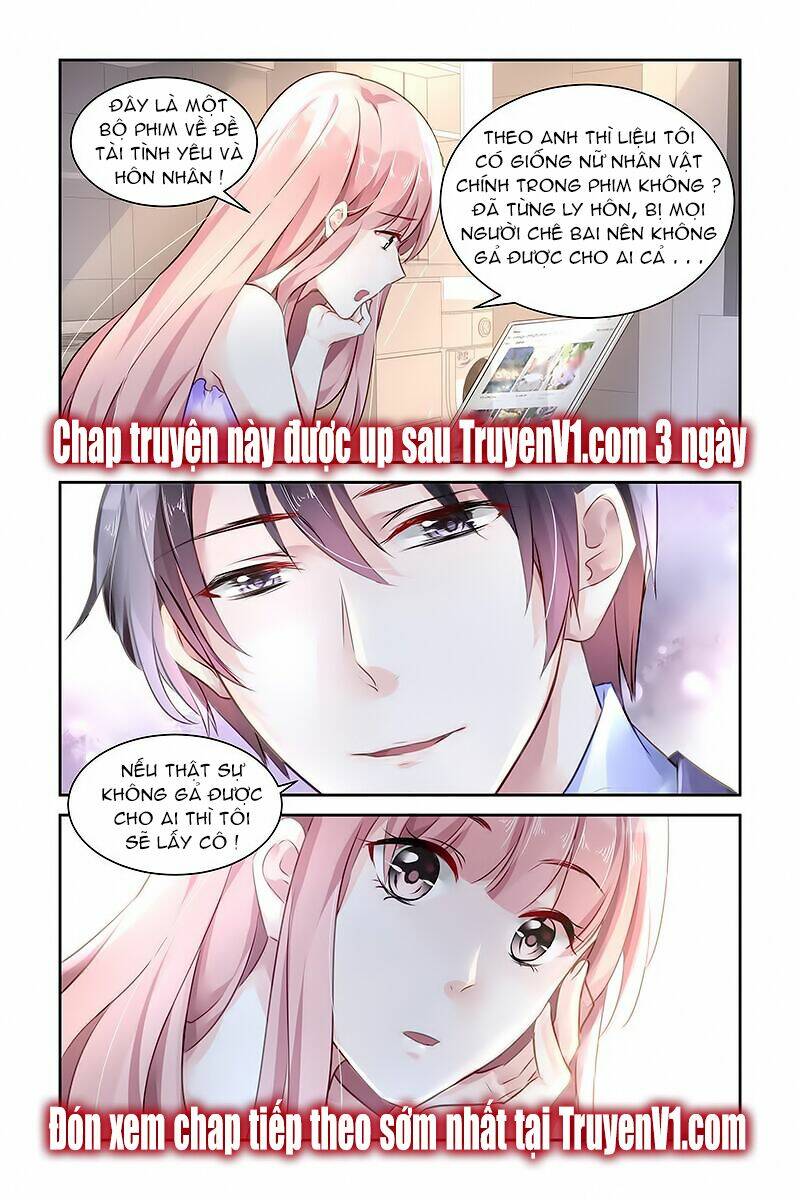 ĐÂY LÀ MỘT
BỘ PHIM VỀ ĐỀ
TÀI TÌNH YÊU VÀ
HÔN NHÂN !
THEO ANH THÌ LIỆU TÔI
CÓ GIỐNG NỮ NHÂN VẬT
CHÍNH TRONG PHIM KHÔNG ?
ĐÃ TỪNG LY HÔN, BỊ MỌI
NGƯỜI CHÊ BAI NÊN KHÔNG
GẢ ĐƯỢC CHO AI CẢ . . .
Chap truyện này được up sau TruyenV1.com 3 ngày
NẾU THẬT SỰ
KHÔNG GẢ ĐƯỢC
CHO AI THÌ TÔI
SẼ LẤY CÔ !
Đón xem chap tiếp theo sớm nhất tại TruyenV1.com